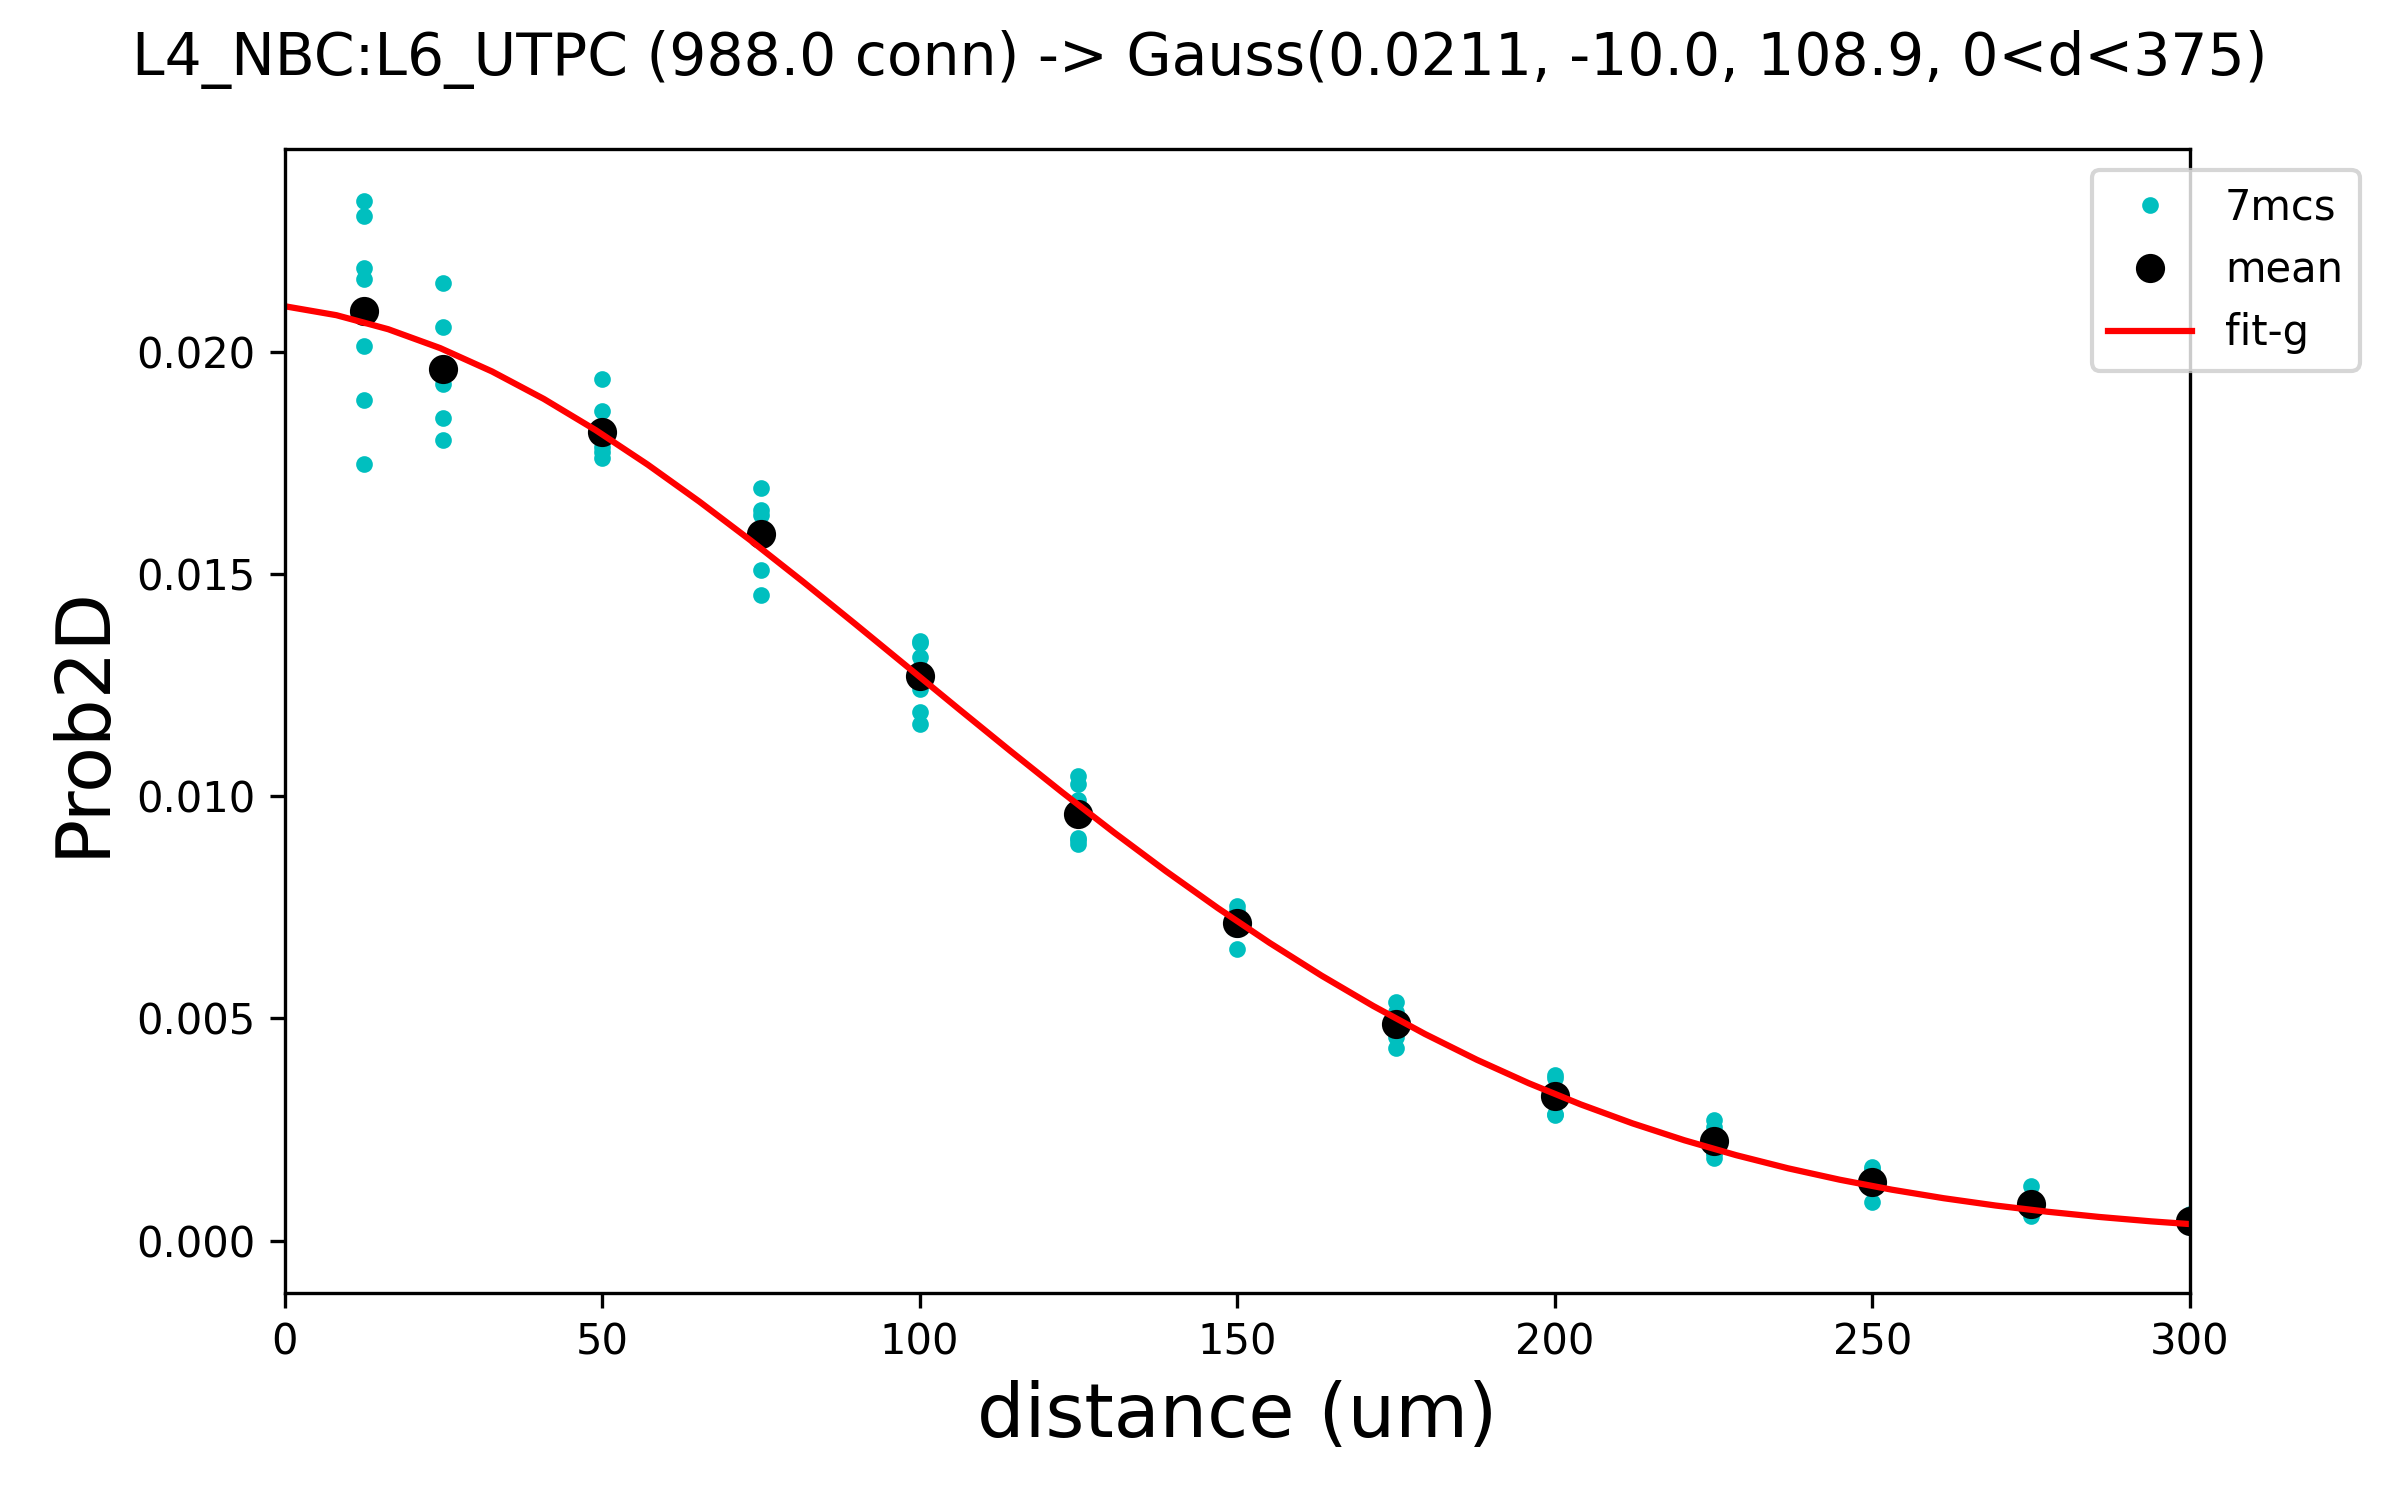 L4_NBC:L6_UTPC (988.0 conn) -> Gauss(0.0211, -10.0, 108.9, 0<d<375)
7mcs
mean
fit-g
0.020
0.015
0.010
0.005
0.000
Prob2D
0 50 100 150 200 250 300
distance (um)